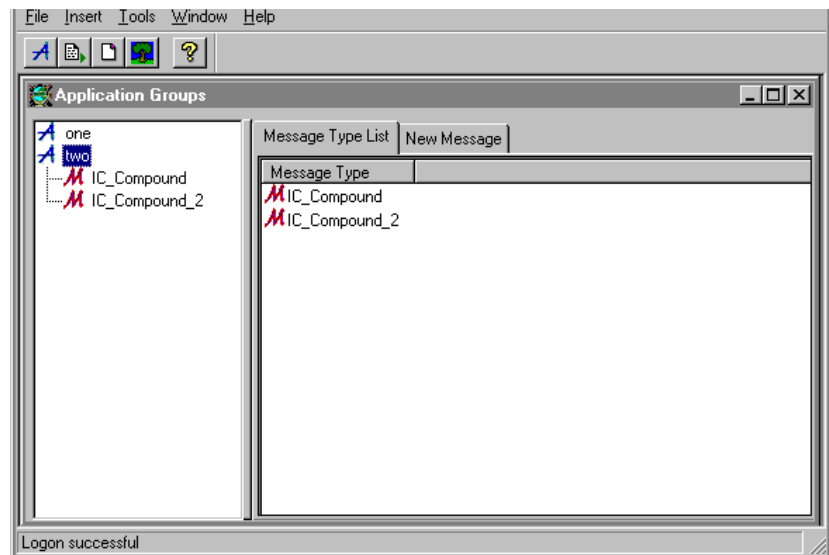 File Insert Tools Window Help
Application Groups
one
two
IC_Compound
IC_Compound_2
Message Type List New Message
Message Type
IC_Compound
IC_Compound_2
Logon successful